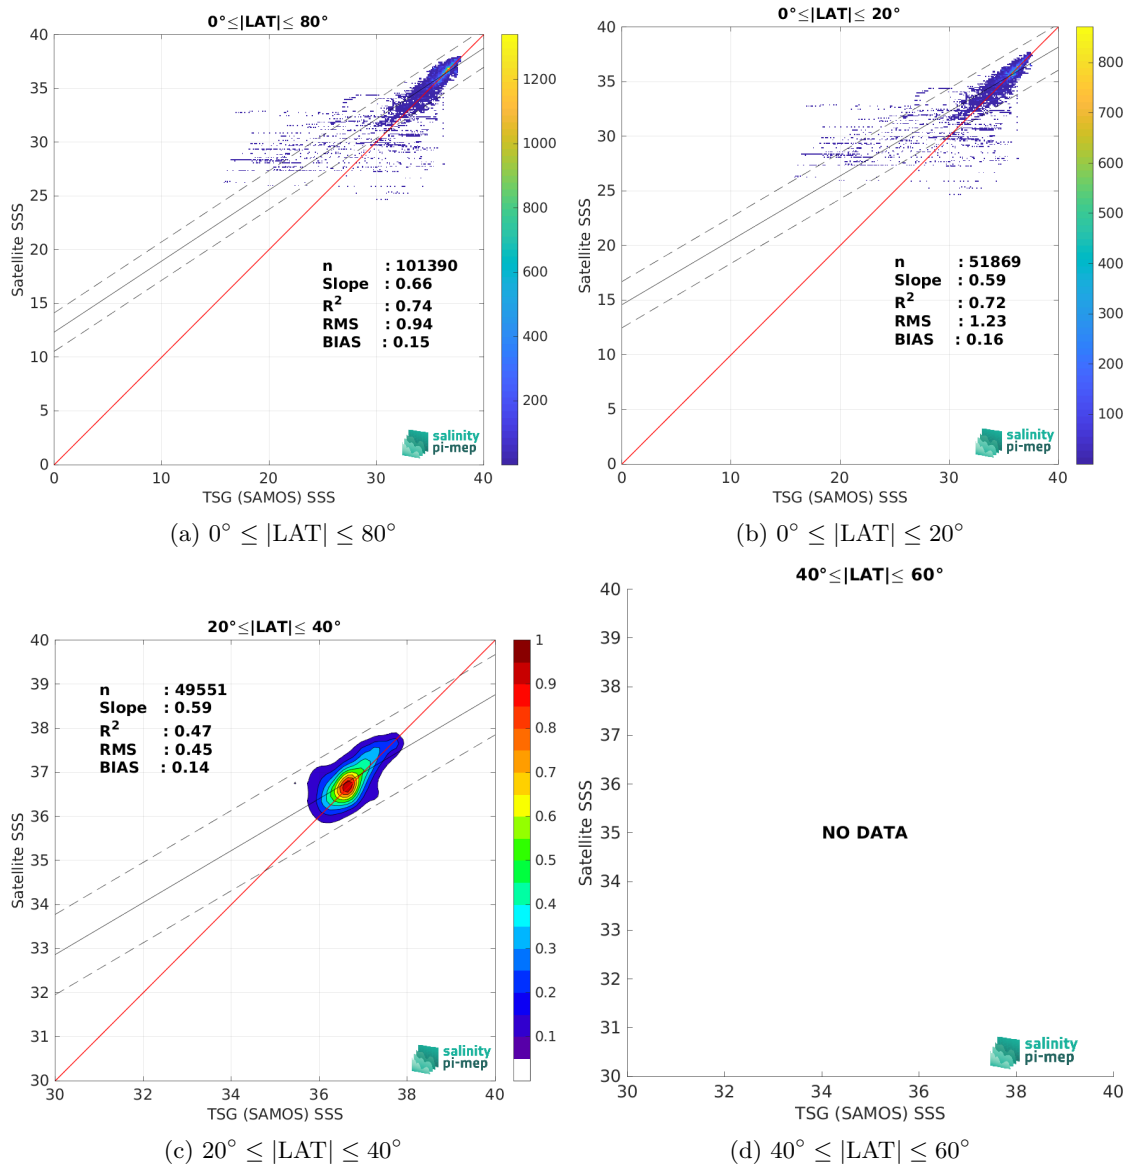 0°≤|LAT|≤ 80°
40
35
30
25
20
15
10
5
0
Satellite SSS
n : 101390
Slope : 0.66
R² : 0.74
RMS : 0.94
BIAS : 0.15
salinity
pi-mep
0 10 20 30 40
TSG (SAMOS) SSS
1200
1000
800
600
400
200
(a) 0° ≤ |LAT| ≤ 80°
0°≤|LAT|≤ 20°
40
35
30
25
20
15
10
5
0
Satellite SSS
n : 51869
Slope : 0.59
R² : 0.72
RMS : 1.23
BIAS : 0.16
salinity
pi-mep
0 10 20 30 40
TSG (SAMOS) SSS
800
700
600
500
400
300
200
100
(b) 0° ≤ |LAT| ≤ 20°
20°≤|LAT|≤ 40°
40
39
38
37
36
35
34
33
32
31
30
Satellite SSS
n : 49551
Slope : 0.59
R² : 0.47
RMS : 0.45
BIAS : 0.14
salinity
pi-mep
30 32 34 36 38 40
TSG (SAMOS) SSS
1
0.9
0.8
0.7
0.6
0.5
0.4
0.3
0.2
0.1
(c) 20° ≤ |LAT| ≤ 40°
40°≤|LAT|≤ 60°
40
39
38
37
36
35
34
33
32
31
30
Satellite SSS
NO DATA
salinity
pi-mep
30 32 34 36 38 40
TSG (SAMOS) SSS
(d) 40° ≤ |LAT| ≤ 60°